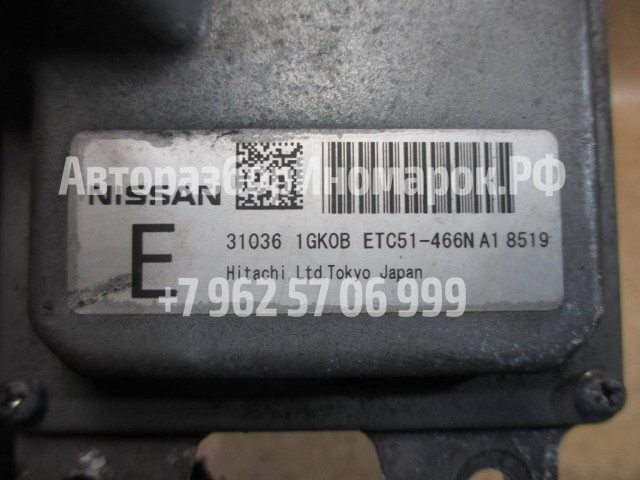 Авторазбор Иномарок.РФ
NISSAN
E
31036 1GK0B ETC51-466N A1 8519
Hitachi Ltd.Tokyo Japan
+7 962 57 06 999